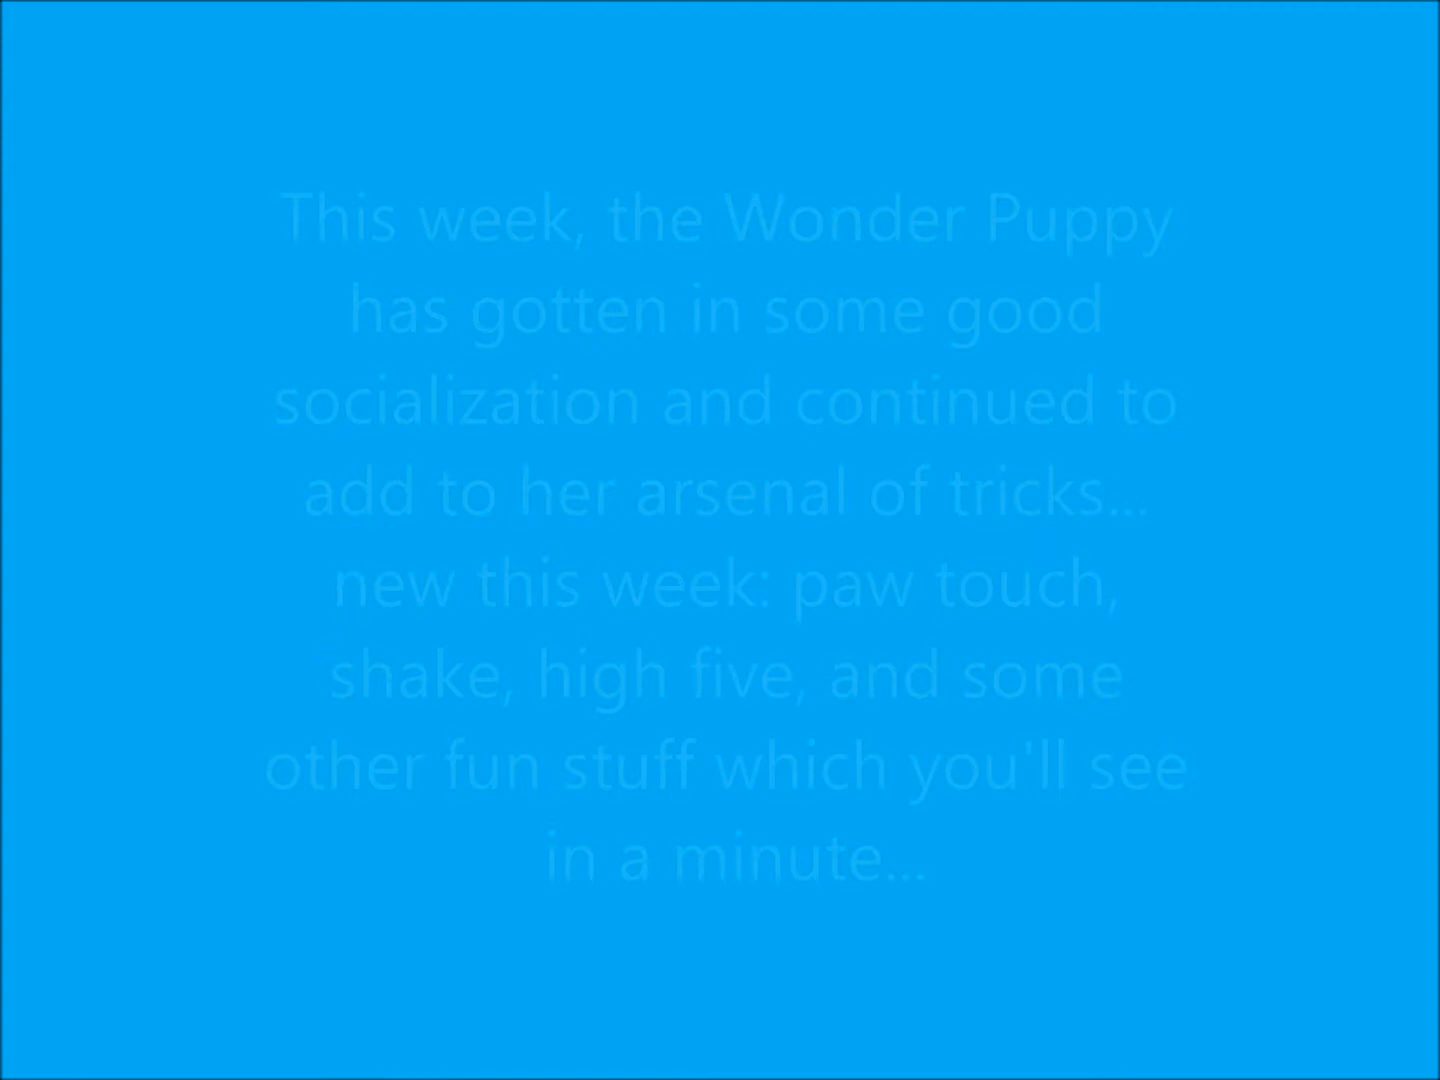 This week, the Wonder Puppy
has gotten in some good
socialization and continued to
add to her arsenal of tricks...
new this week: paw touch,
shake, high five, and some
other fun stuff which you'll see
in a minute...